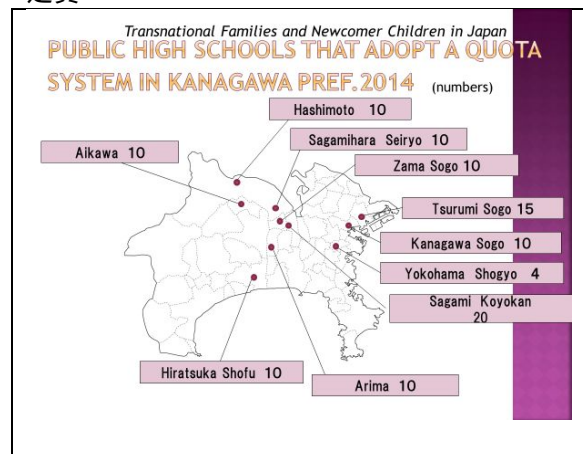 Transnational Families and Newcomer Children in Japan
PUBLIC HIGH SCHOOLS THAT ADOPT A QUOTA
SYSTEM IN KANAGAWA PREF.2014 (numbers)
Hashimoto 10
Sagamihara Seiryo 10
Aikawa 10
Zama Sogo 10
Tsurumi Sogo 15
Kanagawa Sogo 10
Yokohama Shogyo 4
Sagami Koyokan
20
Hiratsuka Shofu 10
Arima 10